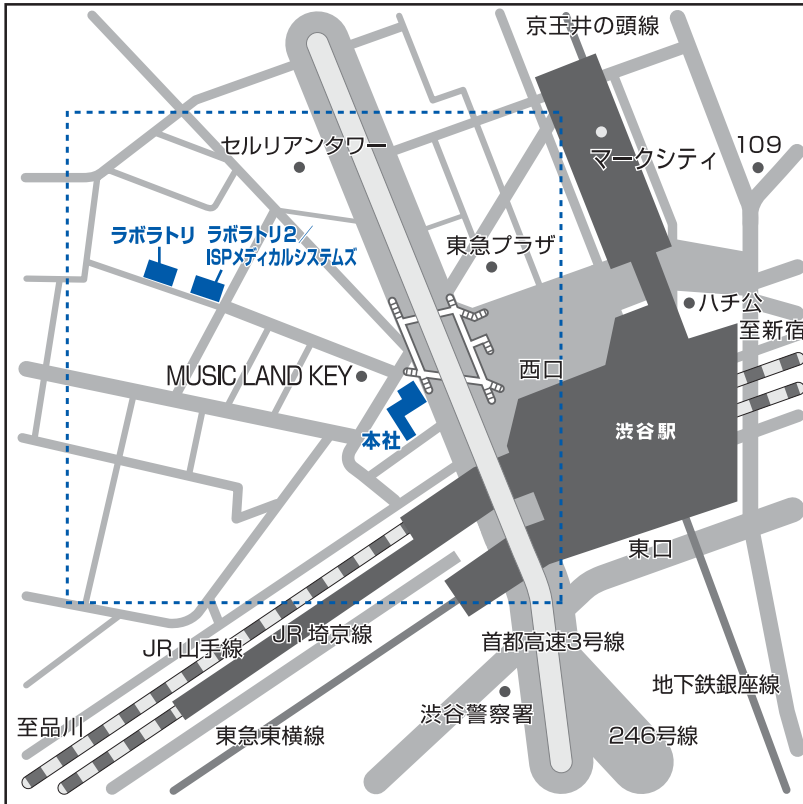 京王井の頭線
セルリアンタワー
マークシティ
109
ラボラトリ
ラボラトリ2/
ISPメディカルシステムズ
東急プラザ
ハチ公
至新宿
MUSIC LAND KEY
西口
本社
渋谷駅
東口
JR 山手線
JR 埼京線
首都高速3号線
地下鉄銀座線
至品川
東急東横線
渋谷警察署
246号線